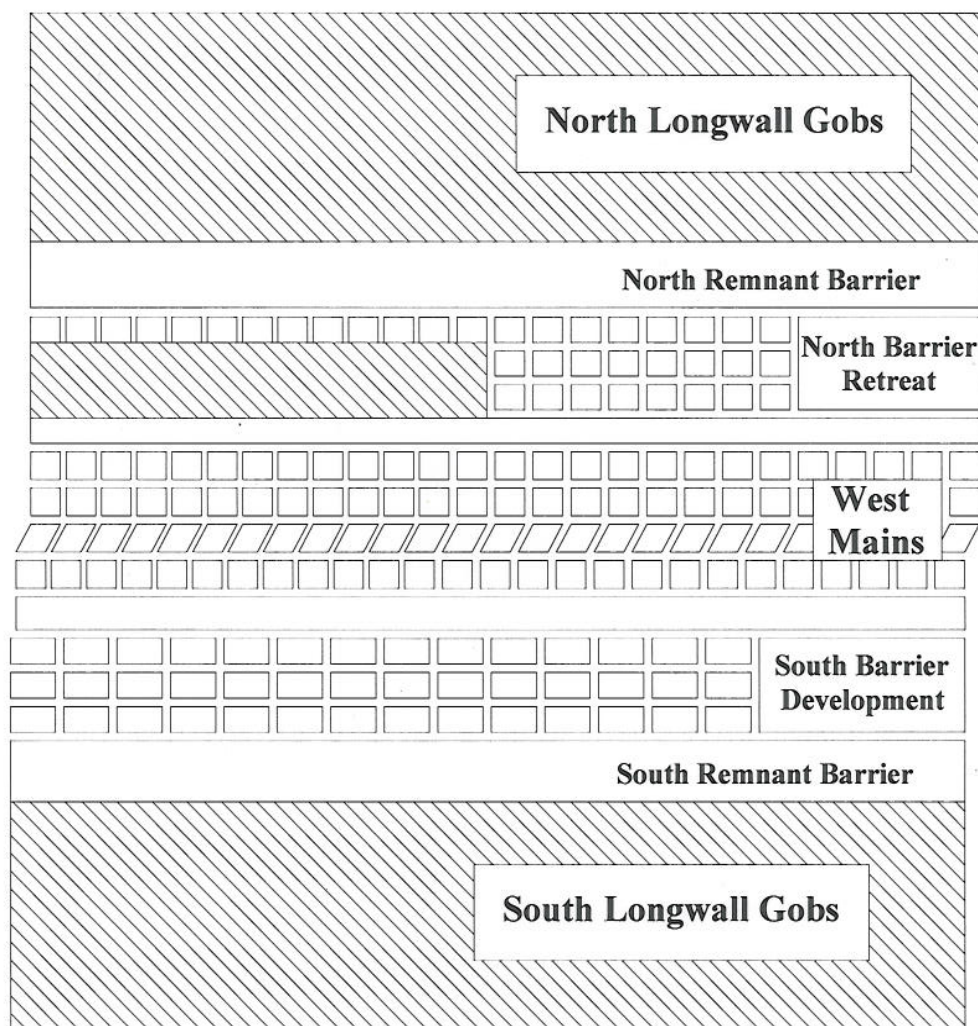 North Longwall Gobs
North Remnant Barrier
North Barrier
Retreat
West
Mains
South Barrier
Development
South Remnant Barrier
South Longwall Gobs